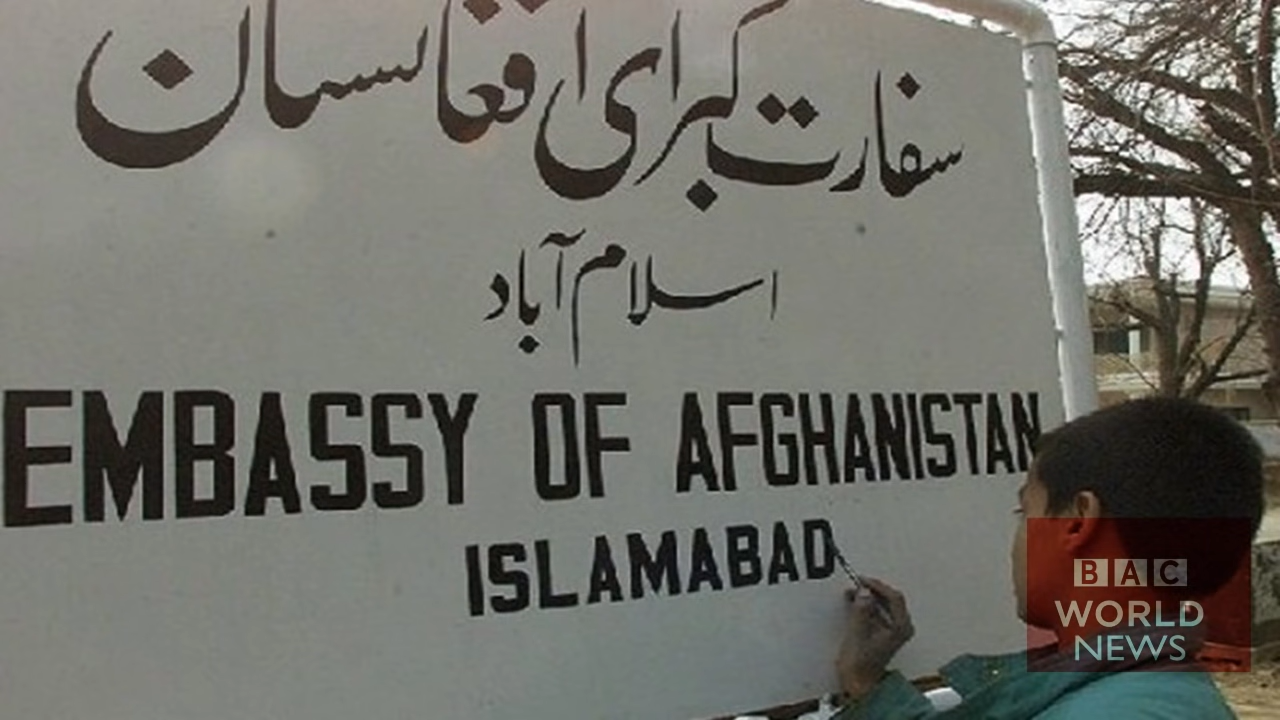 سفارت کبرای افغانستان
اسلام آباد
EMBASSY OF AFGHANISTAN
ISLAMABAD
BAC
WORLD
NEWS